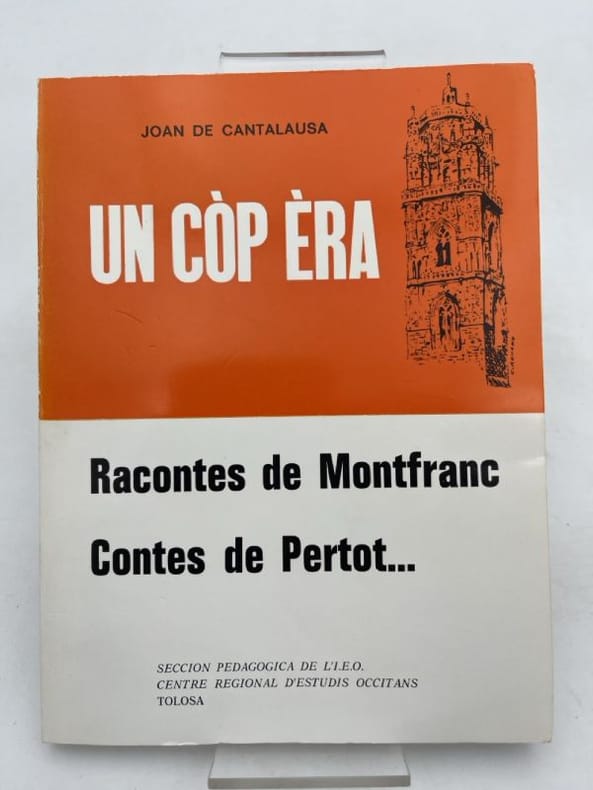 JOAN DE CANTALAUSA
UN CÒP ÈRA
Racontes de Montfranc
Contes de Pertot...
SECCION PEDAGOGICA DE L'I.E.O.
CENTRE REGIONAL D'ESTUDIS OCCITANS
TOLOSA